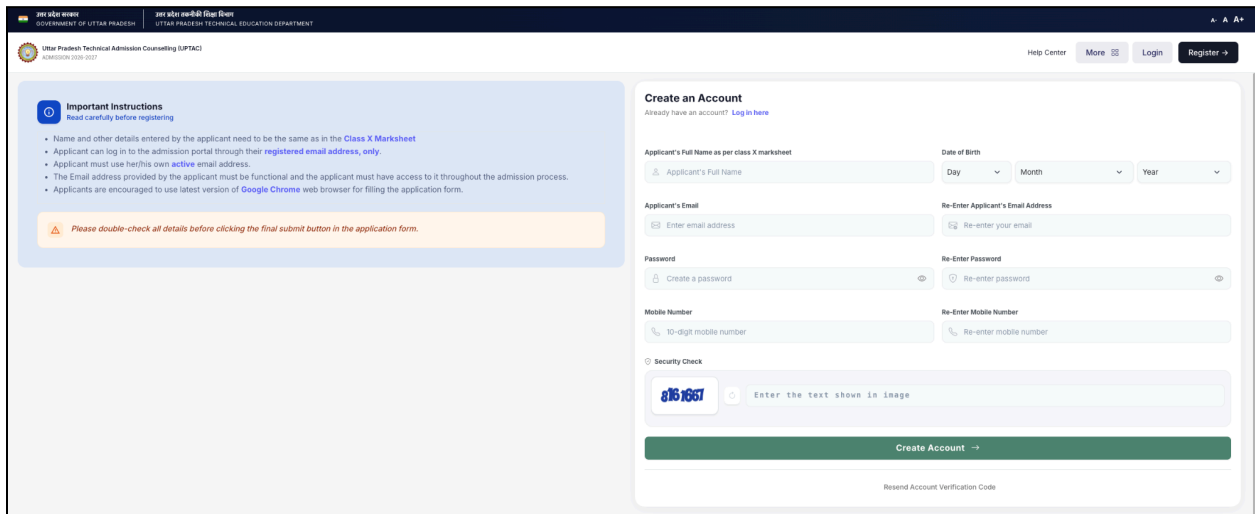 उत्तर प्रदेश सरकार
GOVERNMENT OF UTTAR PRADESH
उत्तर प्रदेश तकनीकी शिक्षा विभाग
UTTAR PRADESH TECHNICAL EDUCATION DEPARTMENT
A- A A+
Uttar Pradesh Technical Admission Counselling (UPTAC)
ADMISSION 2026-2027
Help Center More Login Register →
Important Instructions
Read carefully before registering
• Name and other details entered by the applicant need to be the same as in the Class X Marksheet
• Applicant can log in to the admission portal through their registered email address, only.
• Applicant must use her/his own active email address.
• The Email address provided by the applicant must be functional and the applicant must have access to it throughout the admission process.
• Applicants are encouraged to use latest version of Google Chrome web browser for filling the application form.
Please double-check all details before clicking the final submit button in the application form.
Create an Account
Already have an account? Log in here
Applicant's Full Name as per class X marksheet
Applicant's Full Name
Date of Birth
Day Month Year
Applicant's Email
Enter email address
Re-Enter Applicant's Email Address
Re-enter your email
Password
Create a password
Re-Enter Password
Re-enter password
Mobile Number
10-digit mobile number
Re-Enter Mobile Number
Re-enter mobile number
Security Check
8161667
Enter the text shown in image
Create Account →
Resend Account Verification Code